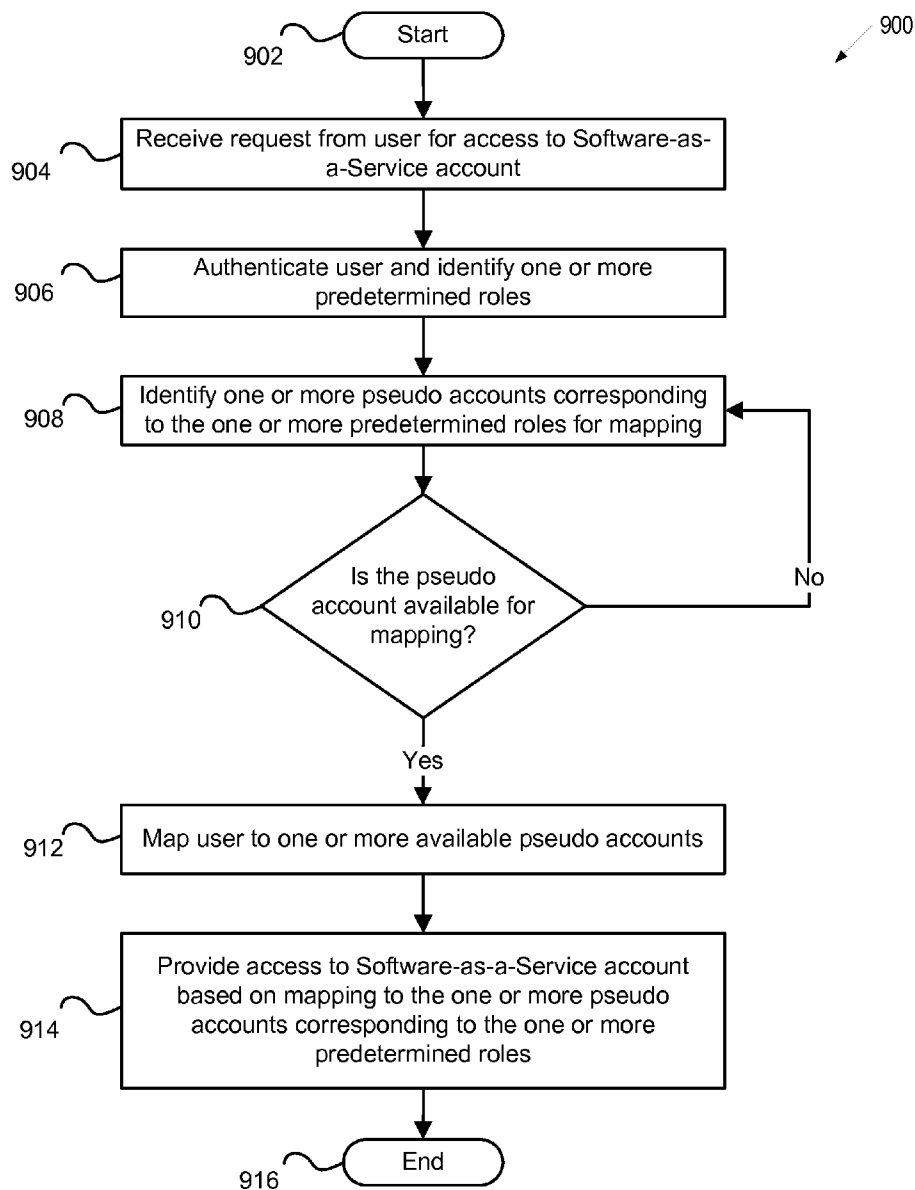 Start
902
900
Receive request from user for access to Software-as-
a-Service account
904
Authenticate user and identify one or more
predetermined roles
906
Identify one or more pseudo accounts corresponding
to the one or more predetermined roles for mapping
908
Is the pseudo
account available for
mapping?
910
No
Yes
Map user to one or more available pseudo accounts
912
Provide access to Software-as-a-Service account
based on mapping to the one or more pseudo
accounts corresponding to the one or more
predetermined roles
914
End
916